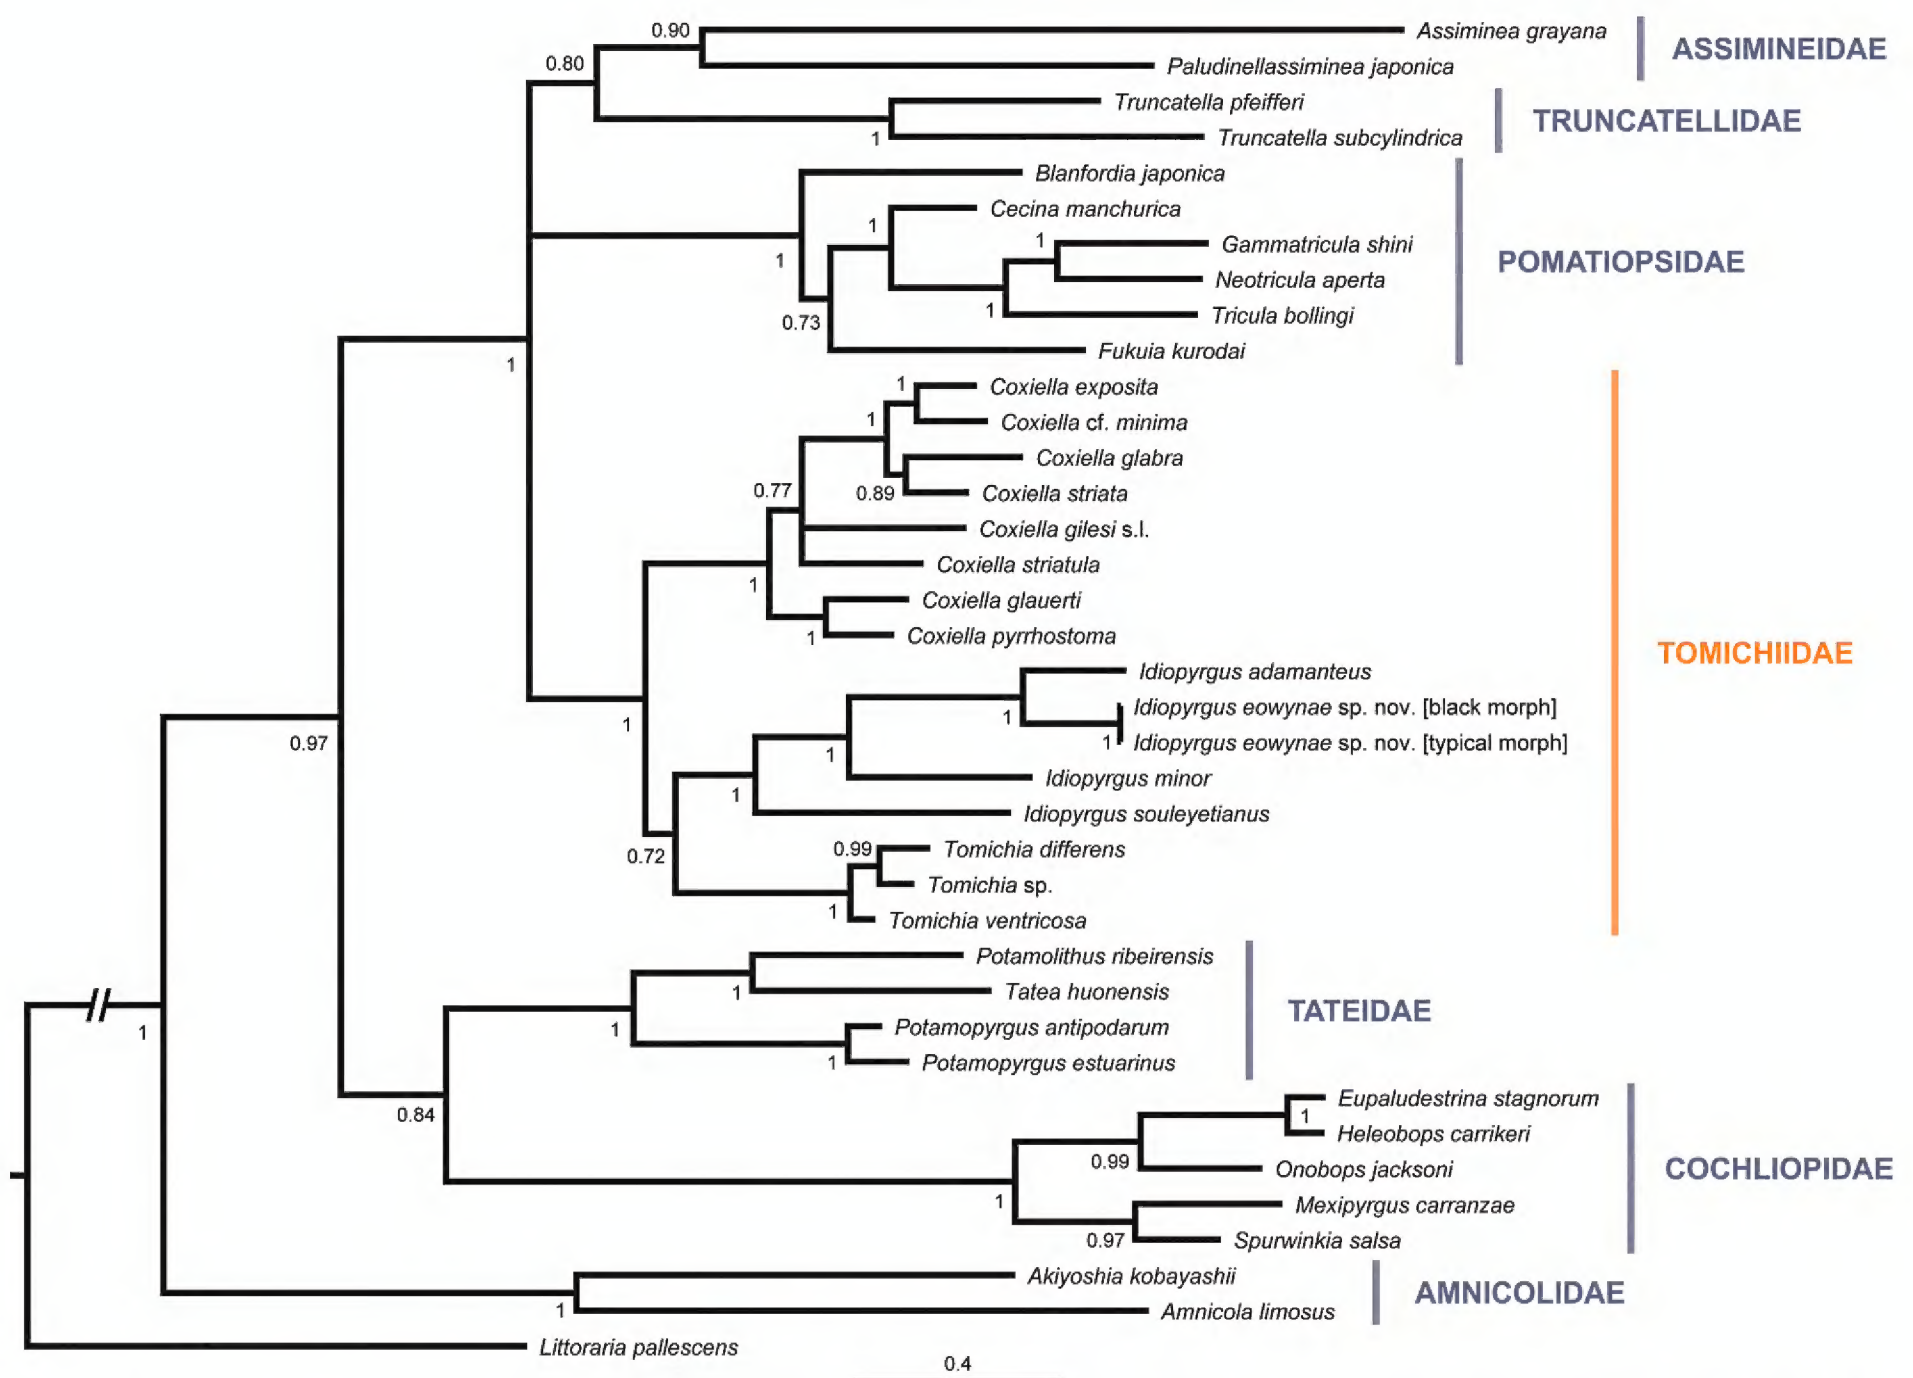 0.90
Assiminea grayana
ASSIMINEIDAE
0.80
Paludinellassiminea japonica
Truncatella pfeifferi
TRUNCATELLIDAE
1
Truncatella subcylindrica
Blanfordia japonica
Cecina manchurica
1
1
Gammatricula shini
1
POMATIOPSIDAE
Neotricula aperta
1
Tricula bollingi
0.73
Fukuia kurodai
1
1
Coxiella exposita
1
Coxiella cf. minima
Coxiella glabra
0.77
0.89
Coxiella striata
Coxiella gilesi s.l.
Coxiella striatula
1
Coxiella glauerti
1
Coxiella pyrrhostoma
TOMICHIIDAE
Idiopyrgus adamanteus
1
Idiopyrgus eowynae sp. nov. [black morph]
1
1
Idiopyrgus eowynae sp. nov. [typical morph]
0.97
1
Idiopyrgus minor
1
Idiopyrgus souleyetianus
0.72
0.99
Tomichia differens
Tomichia sp.
1
Tomichia ventricosa
Potamolithus ribeirensis
1
Tatea huonensis
TATEIDAE
1
1
Potamopyrgus antipodarum
1
Potamopyrgus estuarinus
0.84
Eupaludestrina stagnorum
1
Heleobops carrikeri
0.99
Onobops jacksoni
COCHLIOPIDAE
1
Mexipyrgus carranzae
0.97
Spurwinkia salsa
Akiyoshia kobayashii
AMNICOLIDAE
1
Amnicola limosus
Littoraria pallescens
0.4